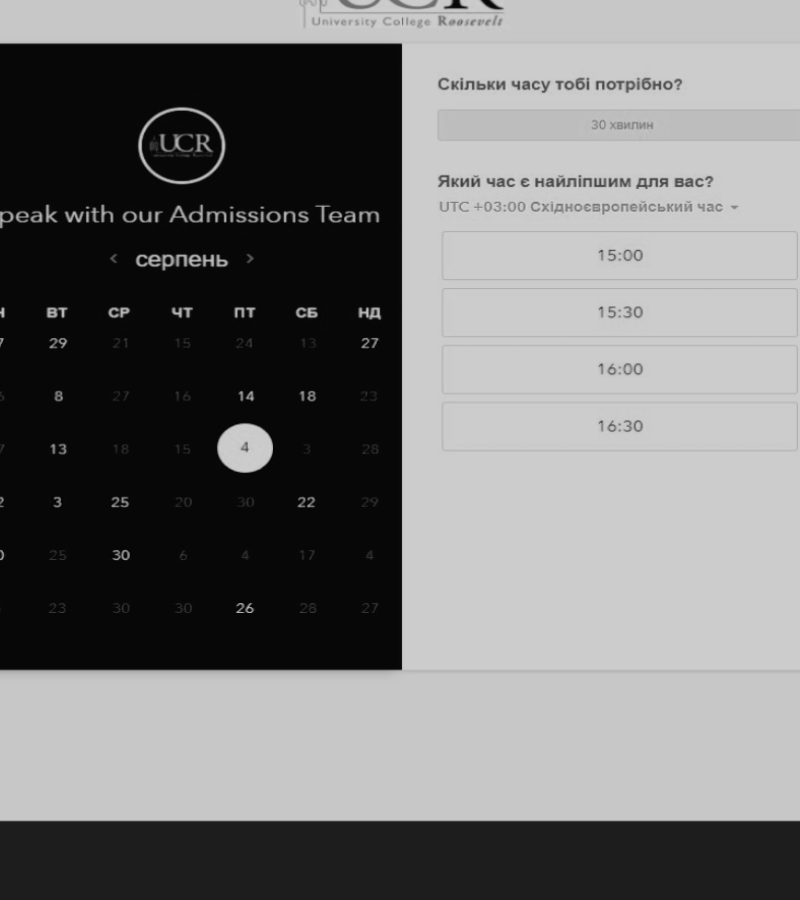 UCR
University College Roosevelt
UCR
peak with our Admissions Team
‹ серпень ›
Н ВТ СР ЧТ ПТ СБ НД
7 29 21 15 24 13 27
8 27 16 14 18 23
7 13 18 15 4 3 28
2 3 25 20 30 22 29
0 25 30 6 4 17 4
23 30 30 26 28 27
Скільки часу тобі потрібно?
30 хвилин
Який час є найліпшим для вас?
UTC +03:00 Східноєвропейський час
15:00
15:30
16:00
16:30